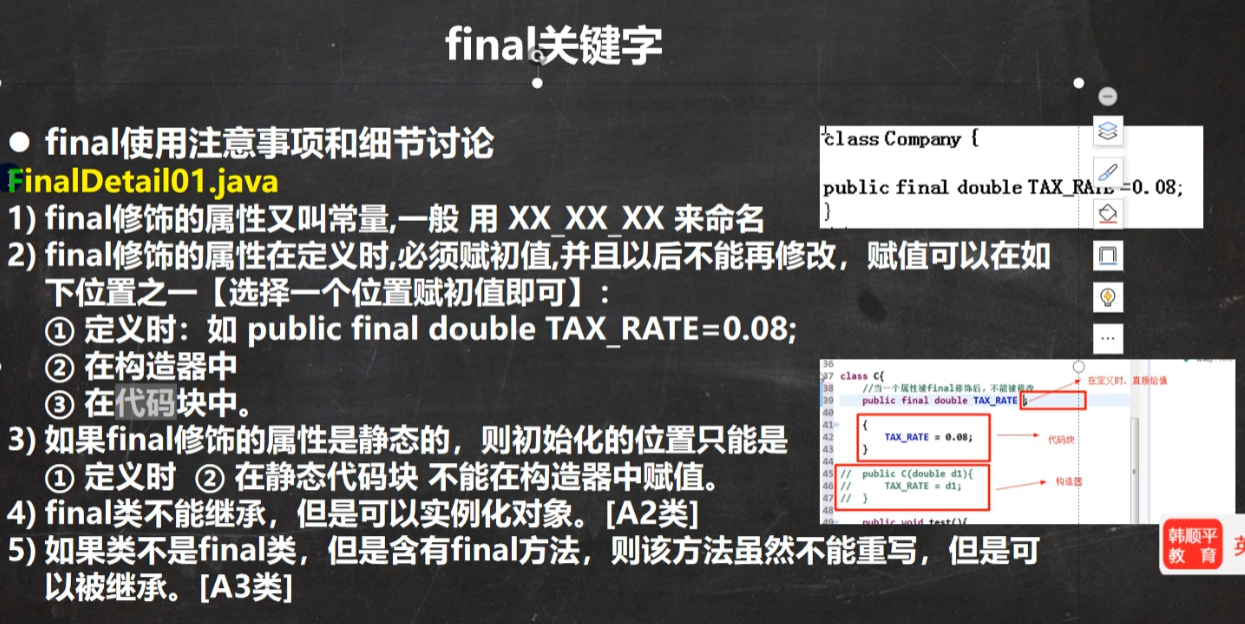 final关键字
● final使用注意事项和细节讨论
FinalDetail01.java
1) final修饰的属性又叫常量,一般 用 XX_XX_XX 来命名
2) final修饰的属性在定义时,必须赋初值,并且以后不能再修改，赋值可以在如
下位置之一【选择一个位置赋初值即可】：
① 定义时：如 public final double TAX_RATE=0.08;
② 在构造器中
③ 在代码块中。
3) 如果final修饰的属性是静态的，则初始化的位置只能是
① 定义时 ② 在静态代码块 不能在构造器中赋值。
4) final类不能继承，但是可以实例化对象。[A2类]
5) 如果类不是final类，但是含有final方法，则该方法虽然不能重写，但是可
以被继承。[A3类]
class Company {
public final double TAX_RATE =0.08;
}
36
37 class C{
38 //当一个属性被final修饰后，不能被修改
39 public final double TAX_RATE ;
在定义时，直接给值
40
41 {
42 TAX_RATE = 0.08;
代码块
43 }
44
45 // public C(double d1){
46 // TAX_RATE = d1;
构造器
47 // }
48
49 public void test(){
韩顺平
教 育
英